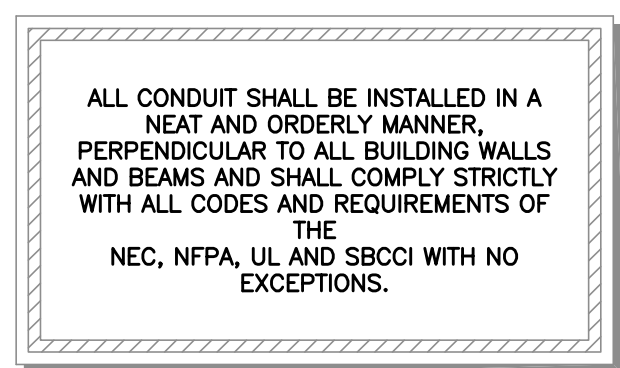 ALL CONDUIT SHALL BE INSTALLED IN A
NEAT AND ORDERLY MANNER,
PERPENDICULAR TO ALL BUILDING WALLS
AND BEAMS AND SHALL COMPLY STRICTLY
WITH ALL CODES AND REQUIREMENTS OF
THE
NEC, NFPA, UL AND SBCCI WITH NO
EXCEPTIONS.